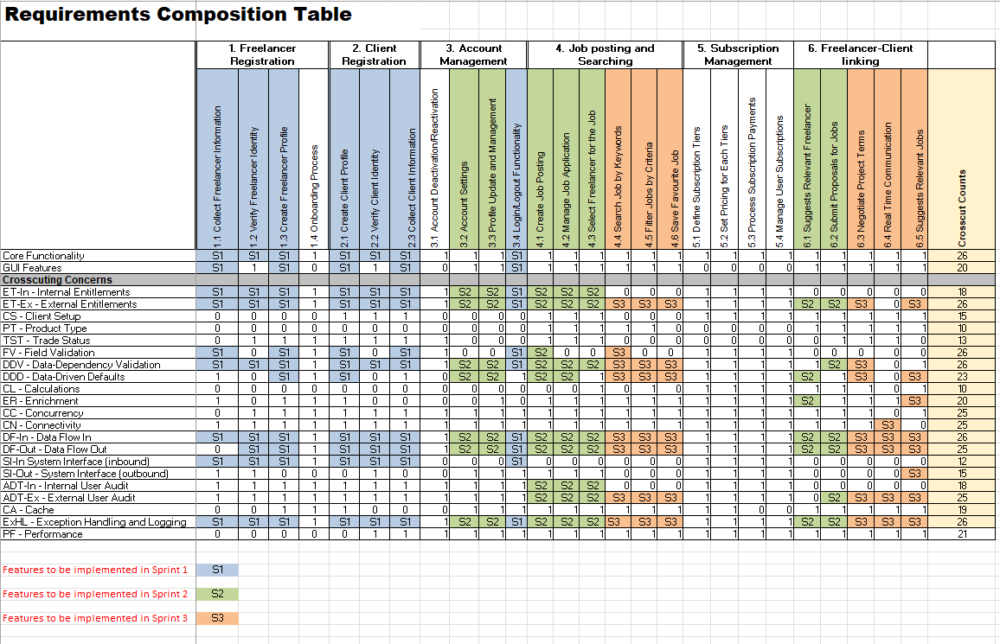 Requirements Composition Table
1. Freelancer Registration 2. Client Registration 3. Account Management 4. Job posting and Searching 5. Subscription Management 6. Freelancer-Client linking
1.1 Collect Freelancer Information
1.2 Verify Freelancer Identity
1.3 Create Freelancer Profile
1.4 Onboarding Process
2.1 Create Client Profile
2.2 Verify Client Identity
2.3 Collect Client Information
3.1 Account Deactivation/Reactivation
3.2 Account Settings
3.3 Profile Update and Management
3.4 Login/Logout Functionality
4.1 Create Job Posting
4.2 Manage Job Application
4.3 Select Freelancer for the Job
4.4 Search Job by Keywords
4.5 Filter Jobs by Criteria
4.6 Save Favourite Job
5.1 Define Subscription Tiers
5.2 Set Pricing for Each Tiers
5.3 Process Subscription Payments
5.4 Manage User Subscriptions
6.1 Suggests Relevant Freelancer
6.2 Submit Proposals for Jobs
6.3 Negotiate Project Terms
6.4 Real Time Communication
6.5 Suggests Relevant Jobs
Crosscut Counts
Core Functionality S1 S1 S1 1 S1 S1 S1 1 1 1 S1 1 1 1 1 1 1 1 1 1 1 1 1 1 1 1 26
GUI Features S1 1 S1 0 S1 1 S1 0 1 1 S1 1 1 1 1 1 1 0 0 0 1 1 1 1 1 1 20
Crosscuting Concerns
ET-In - Internal Entitlements S1 S1 S1 1 S1 S1 S1 1 S2 S2 S1 S2 S2 S2 0 0 0 1 1 1 1 0 0 0 0 0 18
ET-Ex - External Entitlements S1 S1 S1 1 S1 S1 S1 1 S2 S2 S1 S2 S2 S2 S3 S3 S3 1 1 1 1 S2 S2 S3 0 S3 26
CS - Client Setup 0 0 0 0 1 1 1 0 0 0 0 1 1 1 1 1 0 1 1 1 1 1 15
PT - Product Type 0 0 0 0 0 0 0 0 0 0 0 1 1 1 1 1 0 0 0 0 0 1 1 1 1 1 10
TST - Trade Status 0 1 1 1 1 1 1 1 0 0 0 13
FV - Field Validation S1 0 S1 1 S1 0 S1 1 0 0 S1 S2 0 0 S3 0 0 1 1 1 1 0 0 0 0 0 26
DDV - Data-Dependency Validation S1 S1 S1 1 S1 S1 S1 1 S2 S2 S1 S2 S2 S2 S3 S3 S3 1 1 1 1 1 S2 S3 0 1 26
DDD - Data-Driven Defaults 1 0 S1 1 S1 0 1 0 S2 S2 1 S2 S2 1 S3 S3 S3 1 1 1 1 S2 1 S3 0 S3 23
CL - Calculations 0 0 0 0 0 0 0 0 0 0 0 10
ER - Enrichment 1 0 1 1 1 0 0 0 0 1 0 1 1 1 1 1 1 1 1 1 1 S2 1 1 1 S3 20
CC - Concurrency 0 1 1 1 1 1 1 1 1 1 1 1 1 1 1 1 1 1 1 1 1 1 1 1 0 1 25
CN - Connectivity 1 1 1 1 1 1 1 1 1 1 1 1 1 1 1 1 1 1 1 1 1 1 1 1 S3 0 25
DF-In - Data Flow In S1 S1 S1 1 S1 S1 S1 1 S2 S2 S1 S2 S2 S2 S3 S3 S3 1 1 1 1 S2 S2 S3 S3 S3 26
DF-Out - Data Flow Out 0 S1 S1 1 S1 S1 S1 1 S2 S2 S1 S2 S2 S2 S3 S3 S3 1 1 1 1 S2 S2 S3 S3 S3 25
SI-In System Interface (inbound) S1 S1 S1 1 S1 S1 S1 0 0 0 S1 0 0 0 0 0 0 1 1 1 1 0 0 0 0 0 12
SI-Out - System Interface (outbound) 1 1 0 0 0 1 0 0 1 1 1 1 1 1 0 0 0 1 1 1 1 0 0 0 0 S3 15
ADT-In - Internal User Audit 1 1 1 1 1 1 1 1 1 1 1 S2 S2 S2 0 0 0 1 1 1 1 0 0 0 0 0 18
ADT-Ex - External User Audit 1 1 1 1 1 1 1 1 1 1 1 S2 S2 S2 S3 S3 S3 1 1 1 1 0 S2 S3 S3 S3 25
CA - Cache 0 0 1 1 1 0 0 0 1 1 1 1 1 1 1 1 1 1 1 0 0 1 1 1 1 1 19
ExHL - Exception Handling and Logging S1 S1 S1 1 S1 S1 S1 1 S2 S2 S1 S2 S2 S2 S3 S3 S3 1 1 1 1 S2 S2 S3 S3 S3 26
PF - Performance 0 0 0 0 0 1 1 1 1 1 1 1 1 1 1 1 1 1 1 1 1 1 1 1 1 1 21
Features to be implemented in Sprint 1 S1
Features to be implemented in Sprint 2 S2
Features to be implemented in Sprint 3 S3